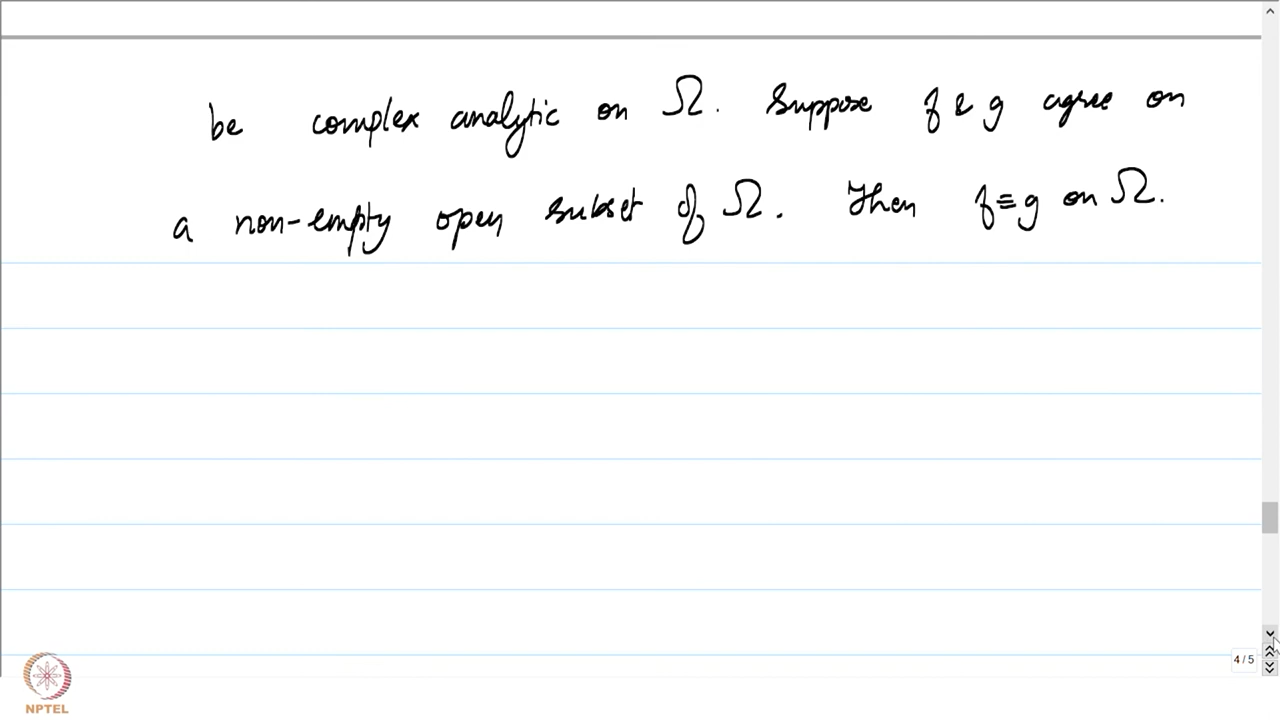 be complex analytic on Ω. Suppose f & g agree on
a non-empty open subset of Ω. Then f≡g on Ω.
4 / 5
NPTEL